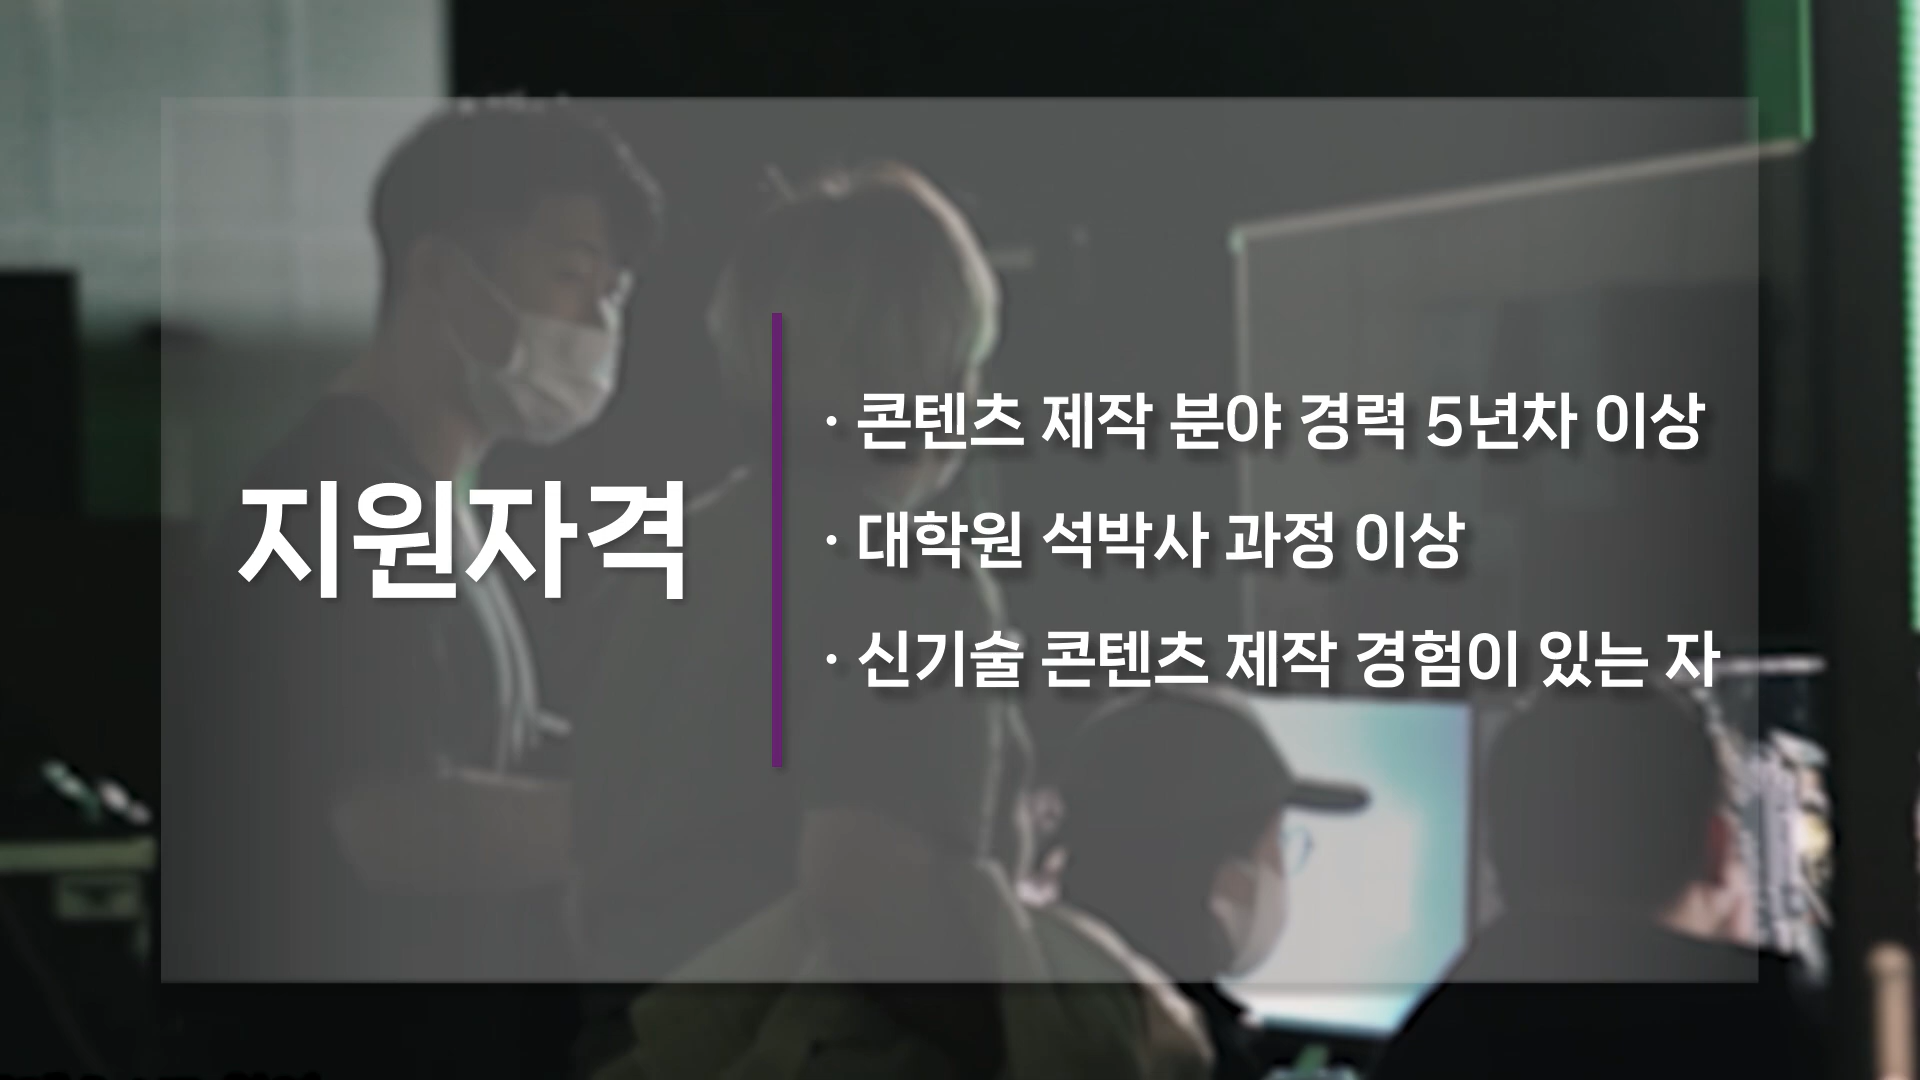 지원자격
· 콘텐츠 제작 분야 경력 5년차 이상
· 대학원 석박사 과정 이상
· 신기술 콘텐츠 제작 경험이 있는 자